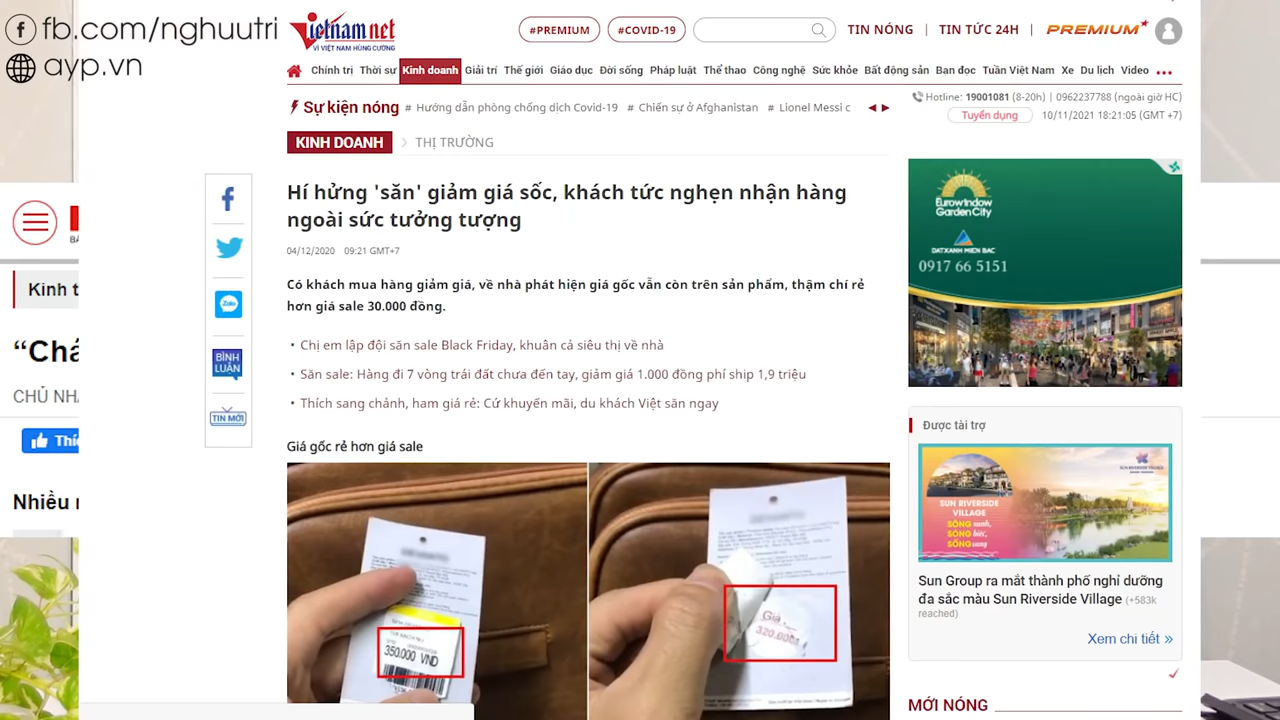 fb.com/nghuutri
ayp.vn
Vietnamnet
VÌ VIỆT NAM HÙNG CƯỜNG
#PREMIUM
#COVID-19
TIN NÓNG | TIN TỨC 24H | PREMIUM
Chính trị Thời sự Kinh doanh Giải trí Thế giới Giáo dục Đời sống Pháp luật Thể thao Công nghệ Sức khỏe Bất động sản Bạn đọc Tuần Việt Nam Xe Du lịch Video
Sự kiện nóng # Hướng dẫn phòng chống dịch Covid-19 # Chiến sự ở Afghanistan # Lionel Messi c
Hotline: 19001081 (8-20h) | 0962237788 (ngoài giờ HC)
Tuyển dụng 10/11/2021 18:21:05 (GMT +7)
KINH DOANH THỊ TRƯỜNG
Hí hửng 'săn' giảm giá sốc, khách tức nghẹn nhận hàng
ngoài sức tưởng tượng
04/12/2020 09:21 GMT+7
Có khách mua hàng giảm giá, về nhà phát hiện giá gốc vẫn còn trên sản phẩm, thậm chí rẻ
hơn giá sale 30.000 đồng.
• Chị em lập đội săn sale Black Friday, khuân cả siêu thị về nhà
• Săn sale: Hàng đi 7 vòng trái đất chưa đến tay, giảm giá 1.000 đồng phí ship 1,9 triệu
• Thích sang chảnh, ham giá rẻ: Cứ khuyến mãi, du khách Việt săn ngay
Giá gốc rẻ hơn giá sale
350.000 VND
Giá:
320.000
Zalo
BÌNH
LUẬN
TIN MỚI
Kinh t
CHỦ NHẬ
Thíc
Nhiều
EUROWINDOW
GARDEN CITY
DATXANH MIEN BAC
0917 66 5151
Được tài trợ
SUN RIVERSIDE VILLAGE
SUN RIVERSIDE
VILLAGE
SỐNG xanh,
SỐNG bơi,
SỐNG sang
Sun Group ra mắt thành phố nghỉ dưỡng
đa sắc màu Sun Riverside Village (+583k
reached)
Xem chi tiết »
MỚI NÓNG